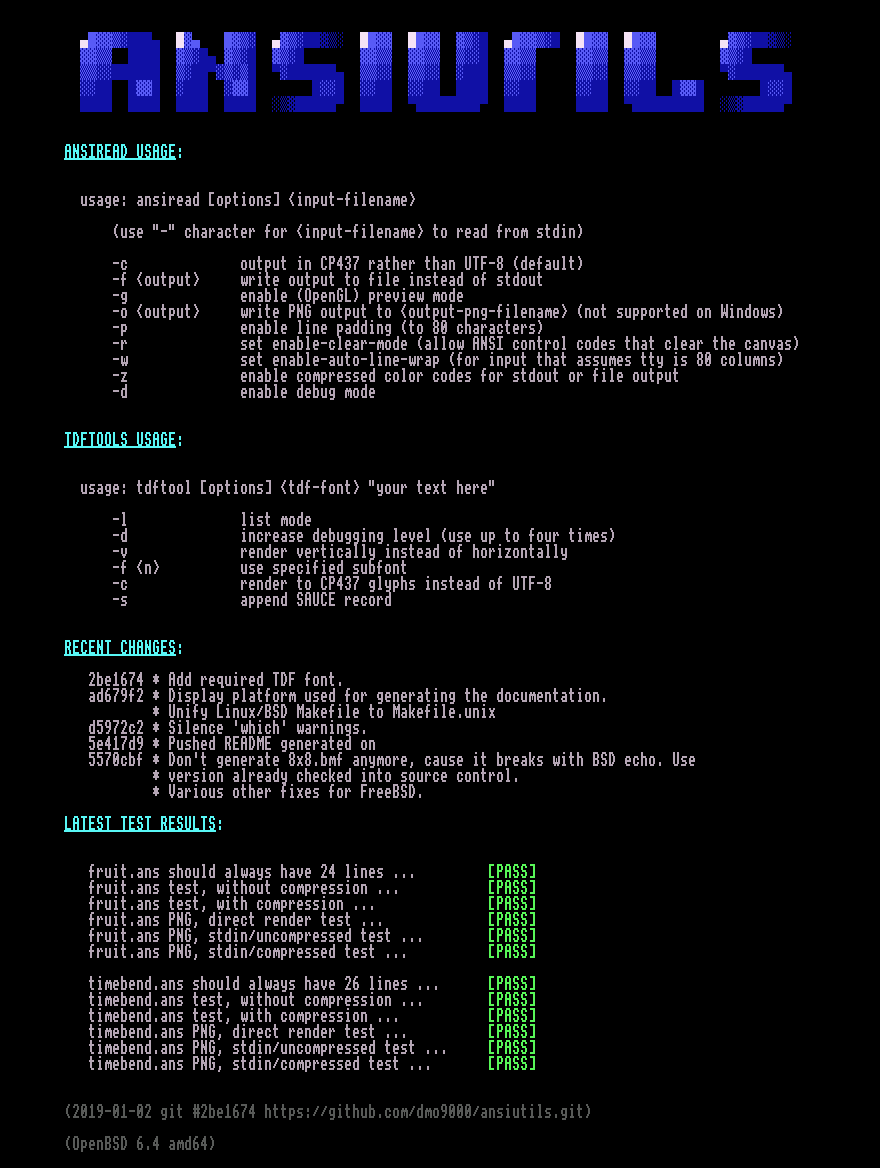 ANSIUTILS
ANSIREAD USAGE:
usage: ansiread [options] <input-filename>
(use "-" character for <input-filename> to read from stdin)
-c output in CP437 rather than UTF-8 (default)
-f <output> write output to file instead of stdout
-g enable (OpenGL) preview mode
-o <output> write PNG output to <output-png-filename> (not supported on Windows)
-p enable line padding (to 80 characters)
-r set enable-clear-mode (allow ANSI control codes that clear the canvas)
-w set enable-auto-line-wrap (for input that assumes tty is 80 columns)
-z enable compressed color codes for stdout or file output
-d enable debug mode
TDFTOOLS USAGE:
usage: tdftool [options] <tdf-font> "your text here"
-l list mode
-d increase debugging level (use up to four times)
-v render vertically instead of horizontally
-f <n> use specified subfont
-c render to CP437 glyphs instead of UTF-8
-s append SAUCE record
RECENT CHANGES:
2be1674 * Add required TDF font.
ad679f2 * Display platform used for generating the documentation.
* Unify Linux/BSD Makefile to Makefile.unix
d5972c2 * Silence 'which' warnings.
5e417d9 * Pushed README generated on
5570cbf * Don't generate 8x8.bmf anymore, cause it breaks with BSD echo. Use
* version already checked into source control.
* Various other fixes for FreeBSD.
LATEST TEST RESULTS:
fruit.ans should always have 24 lines ... [PASS]
fruit.ans test, without compression ... [PASS]
fruit.ans test, with compression ... [PASS]
fruit.ans PNG, direct render test ... [PASS]
fruit.ans PNG, stdin/uncompressed test ... [PASS]
fruit.ans PNG, stdin/compressed test ... [PASS]
timebend.ans should always have 26 lines ... [PASS]
timebend.ans test, without compression ... [PASS]
timebend.ans test, with compression ... [PASS]
timebend.ans PNG, direct render test ... [PASS]
timebend.ans PNG, stdin/uncompressed test ... [PASS]
timebend.ans PNG, stdin/compressed test ... [PASS]
(2019-01-02 git #2be1674 https://github.com/dmo9000/ansiutils.git)
(OpenBSD 6.4 amd64)